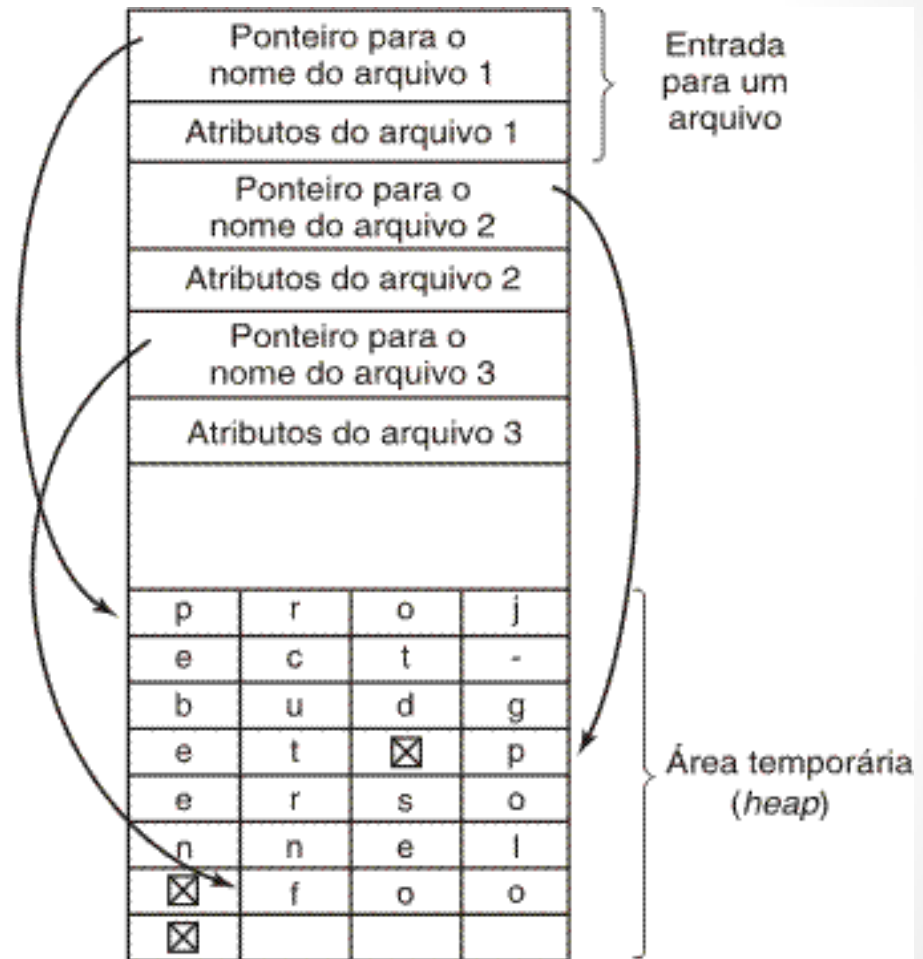 Ponteiro para o
nome do arquivo 1
Atributos do arquivo 1
Entrada
para um
arquivo
Ponteiro para o
nome do arquivo 2
Atributos do arquivo 2
Ponteiro para o
nome do arquivo 3
Atributos do arquivo 3
p r o j
e c t -
b u d g
e t ☒ p
e r s o
n n e l
☒ f o o
☒
Área temporária
(heap)